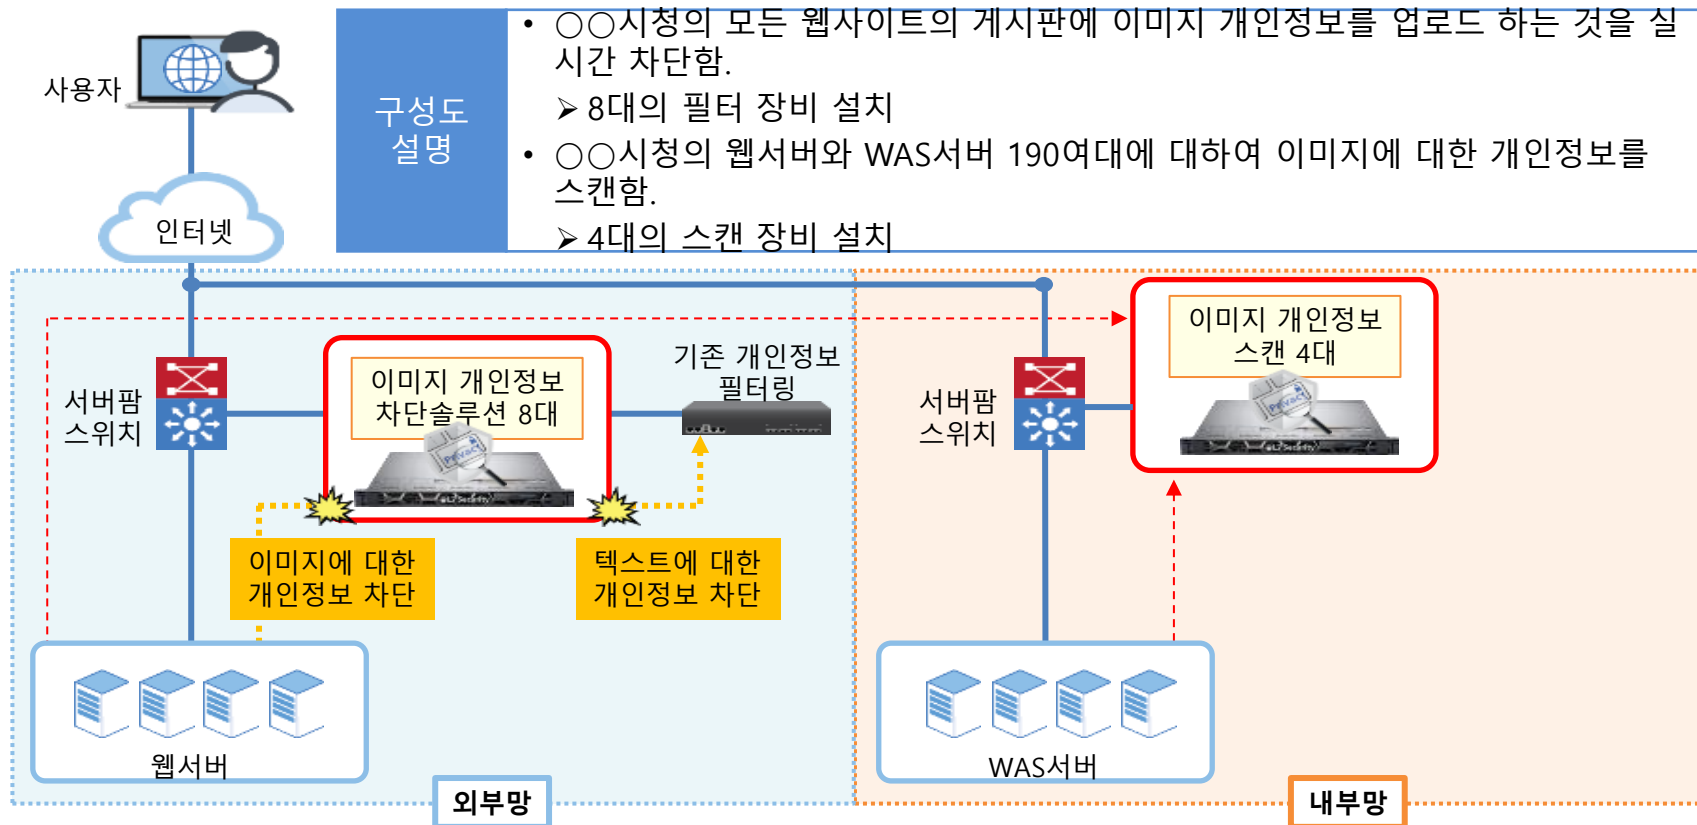 사용자
인터넷
구성도
설명
• ○○시청의 모든 웹사이트의 게시판에 이미지 개인정보를 업로드 하는 것을 실
시간 차단함.
➢ 8대의 필터 장비 설치
• ○○시청의 웹서버와 WAS서버 190여대에 대하여 이미지에 대한 개인정보를
스캔함.
➢ 4대의 스캔 장비 설치
서버팜
스위치
이미지 개인정보
차단솔루션 8대
Privacy
기존 개인정보
필터링
서버팜
스위치
이미지 개인정보
스캔 4대
Privacy
이미지에 대한
개인정보 차단
텍스트에 대한
개인정보 차단
웹서버
WAS서버
외부망
내부망